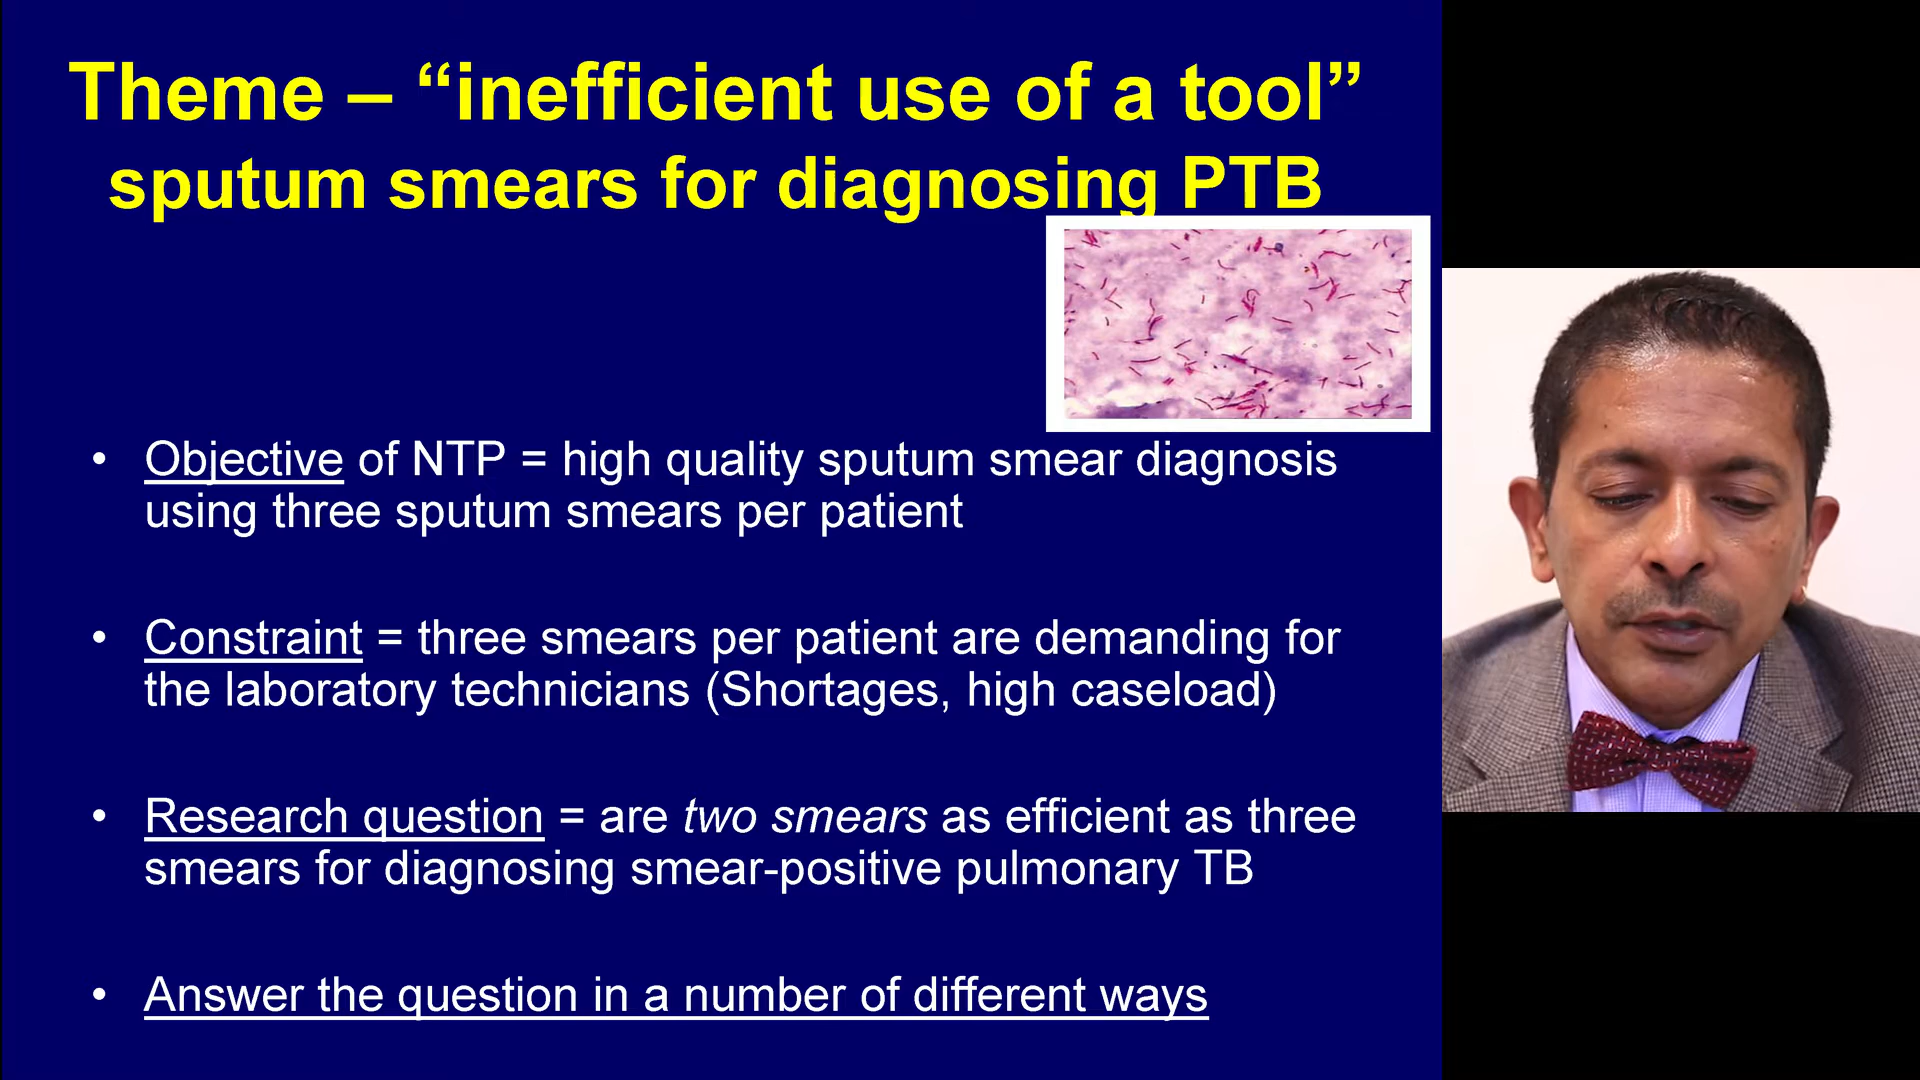 Theme – “inefficient use of a tool”
sputum smears for diagnosing PTB
• Objective of NTP = high quality sputum smear diagnosis
using three sputum smears per patient
• Constraint = three smears per patient are demanding for
the laboratory technicians (Shortages, high caseload)
• Research question = are two smears as efficient as three
smears for diagnosing smear-positive pulmonary TB
• Answer the question in a number of different ways